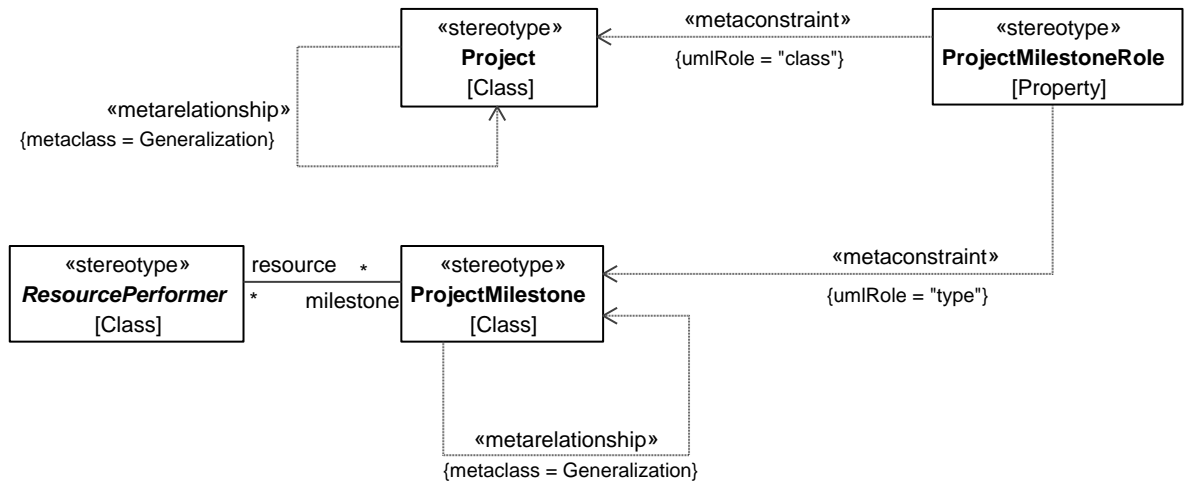 «stereotype»
Project
[Class]
«metaconstraint»
{umlRole = "class"}
«stereotype»
ProjectMilestoneRole
[Property]
«metarelationship»
{metaclass = Generalization}
«stereotype»
ResourcePerformer
[Class]
resource *
* milestone
«stereotype»
ProjectMilestone
[Class]
«metaconstraint»
{umlRole = "type"}
«metarelationship»
{metaclass = Generalization}